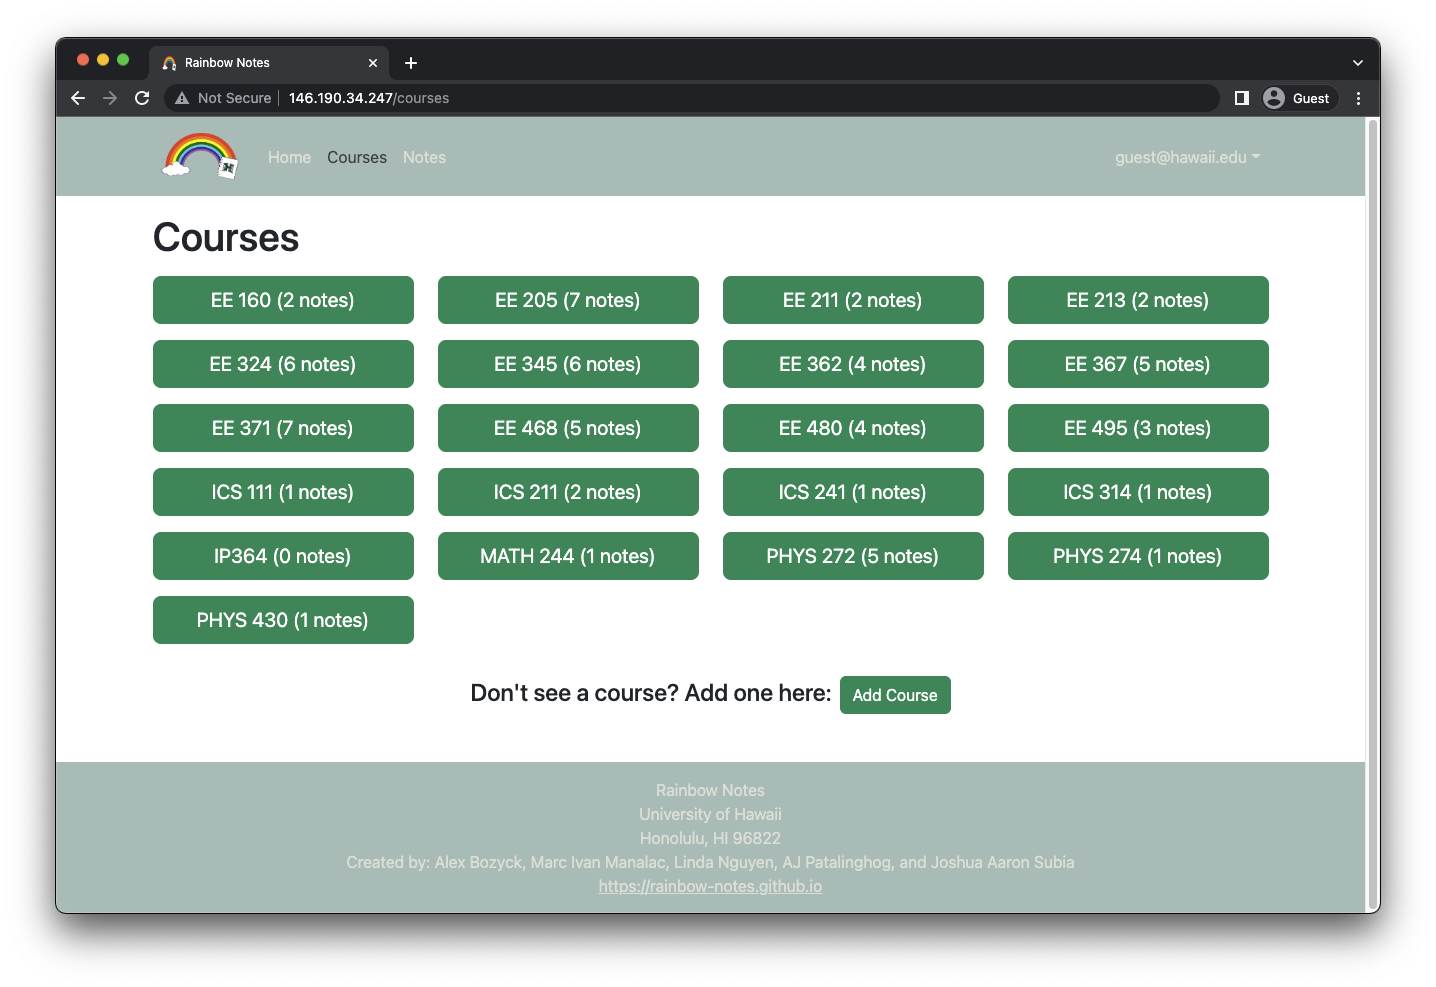 Rainbow Notes
Not Secure 146.190.34.247/courses
Guest
Home Courses Notes
guest@hawaii.edu
Courses
EE 160 (2 notes) EE 205 (7 notes) EE 211 (2 notes) EE 213 (2 notes)
EE 324 (6 notes) EE 345 (6 notes) EE 362 (4 notes) EE 367 (5 notes)
EE 371 (7 notes) EE 468 (5 notes) EE 480 (4 notes) EE 495 (3 notes)
ICS 111 (1 notes) ICS 211 (2 notes) ICS 241 (1 notes) ICS 314 (1 notes)
IP364 (0 notes) MATH 244 (1 notes) PHYS 272 (5 notes) PHYS 274 (1 notes)
PHYS 430 (1 notes)
Don't see a course? Add one here: Add Course
Rainbow Notes
University of Hawaii
Honolulu, HI 96822
Created by: Alex Bozyck, Marc Ivan Manalac, Linda Nguyen, AJ Patalinghog, and Joshua Aaron Subia
https://rainbow-notes.github.io